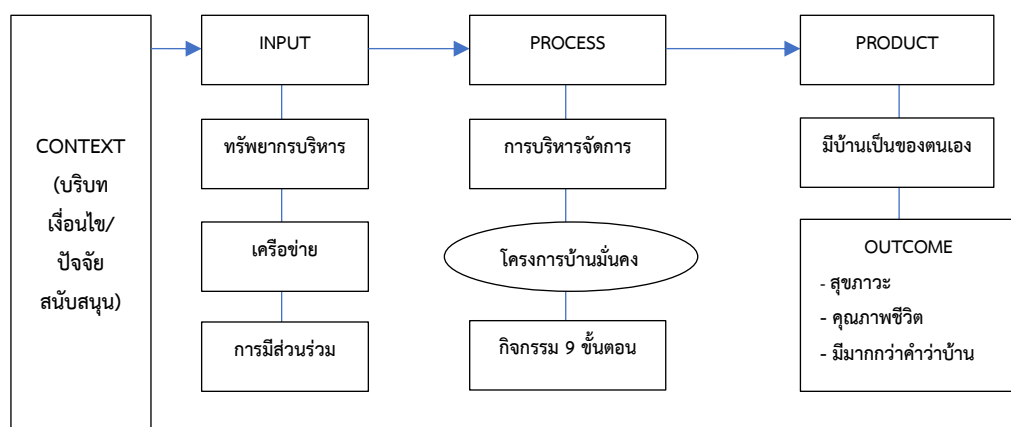 CONTEXT
(บริบท
เงื่อนไข/
ปัจจัย
สนับสนุน)
INPUT
ทรัพยากรบริหาร
เครือข่าย
การมีส่วนร่วม
PROCESS
การบริหารจัดการ
โครงการบ้านมั่นคง
กิจกรรม 9 ขั้นตอน
PRODUCT
มีบ้านเป็นของตนเอง
OUTCOME
- สุขภาวะ
- คุณภาพชีวิต
- มีมากกว่าคำว่าบ้าน